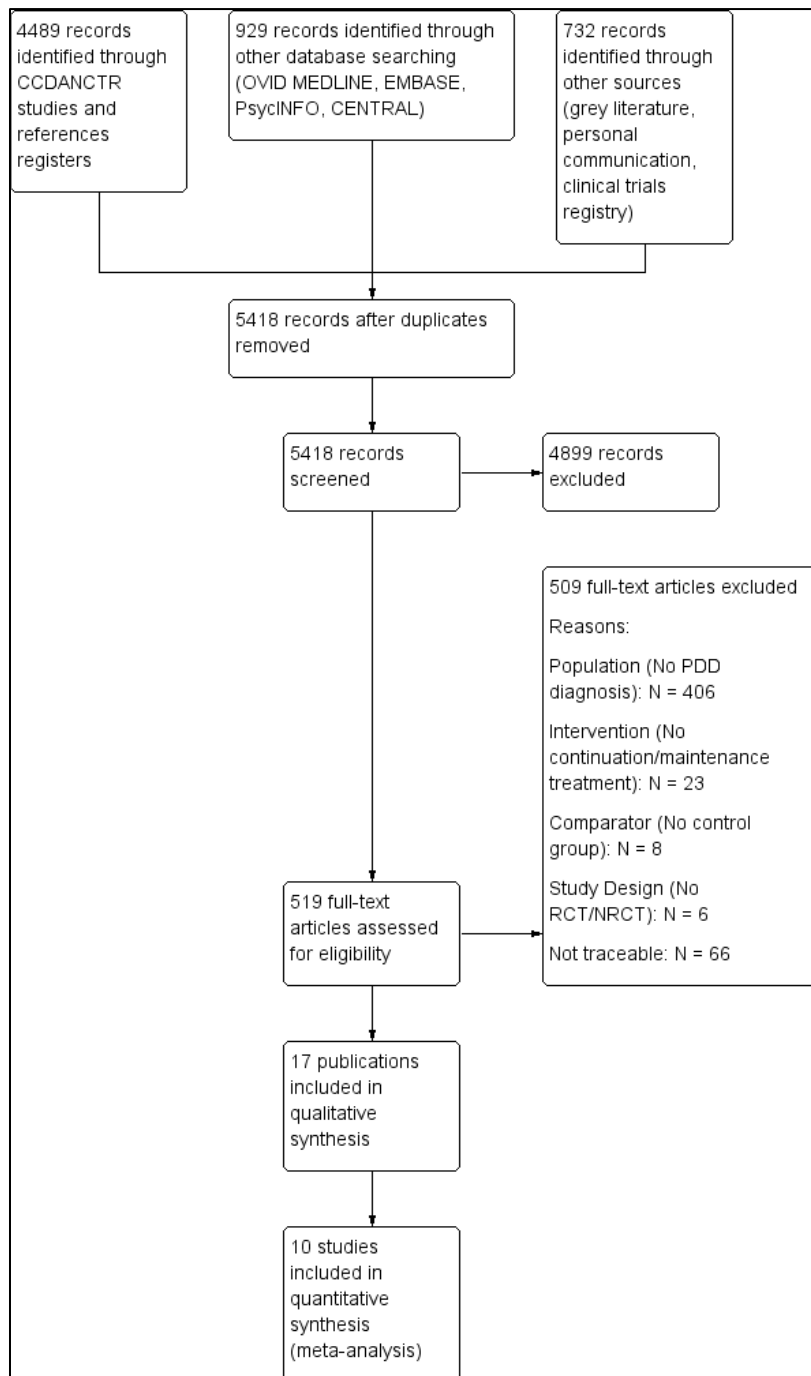 4489 records
identified through
CCDANCTR
studies and
references
registers
929 records identified through
other database searching
(OVID MEDLINE, EMBASE,
PsycINFO, CENTRAL)
732 records
identified through
other sources
(grey literature,
personal
communication,
clinical trials
registry)
5418 records after duplicates
removed
5418 records
screened
4899 records
excluded
509 full-text articles excluded
Reasons:
Population (No PDD
diagnosis): N = 406
Intervention (No
continuation/maintenance
treatment): N = 23
Comparator (No control
group): N = 8
Study Design (No
RCT/NRCT): N = 6
Not traceable: N = 66
519 full-text
articles assessed
for eligibility
17 publications
included in
qualitative
synthesis
10 studies
included in
quantitative
synthesis
(meta-analysis)